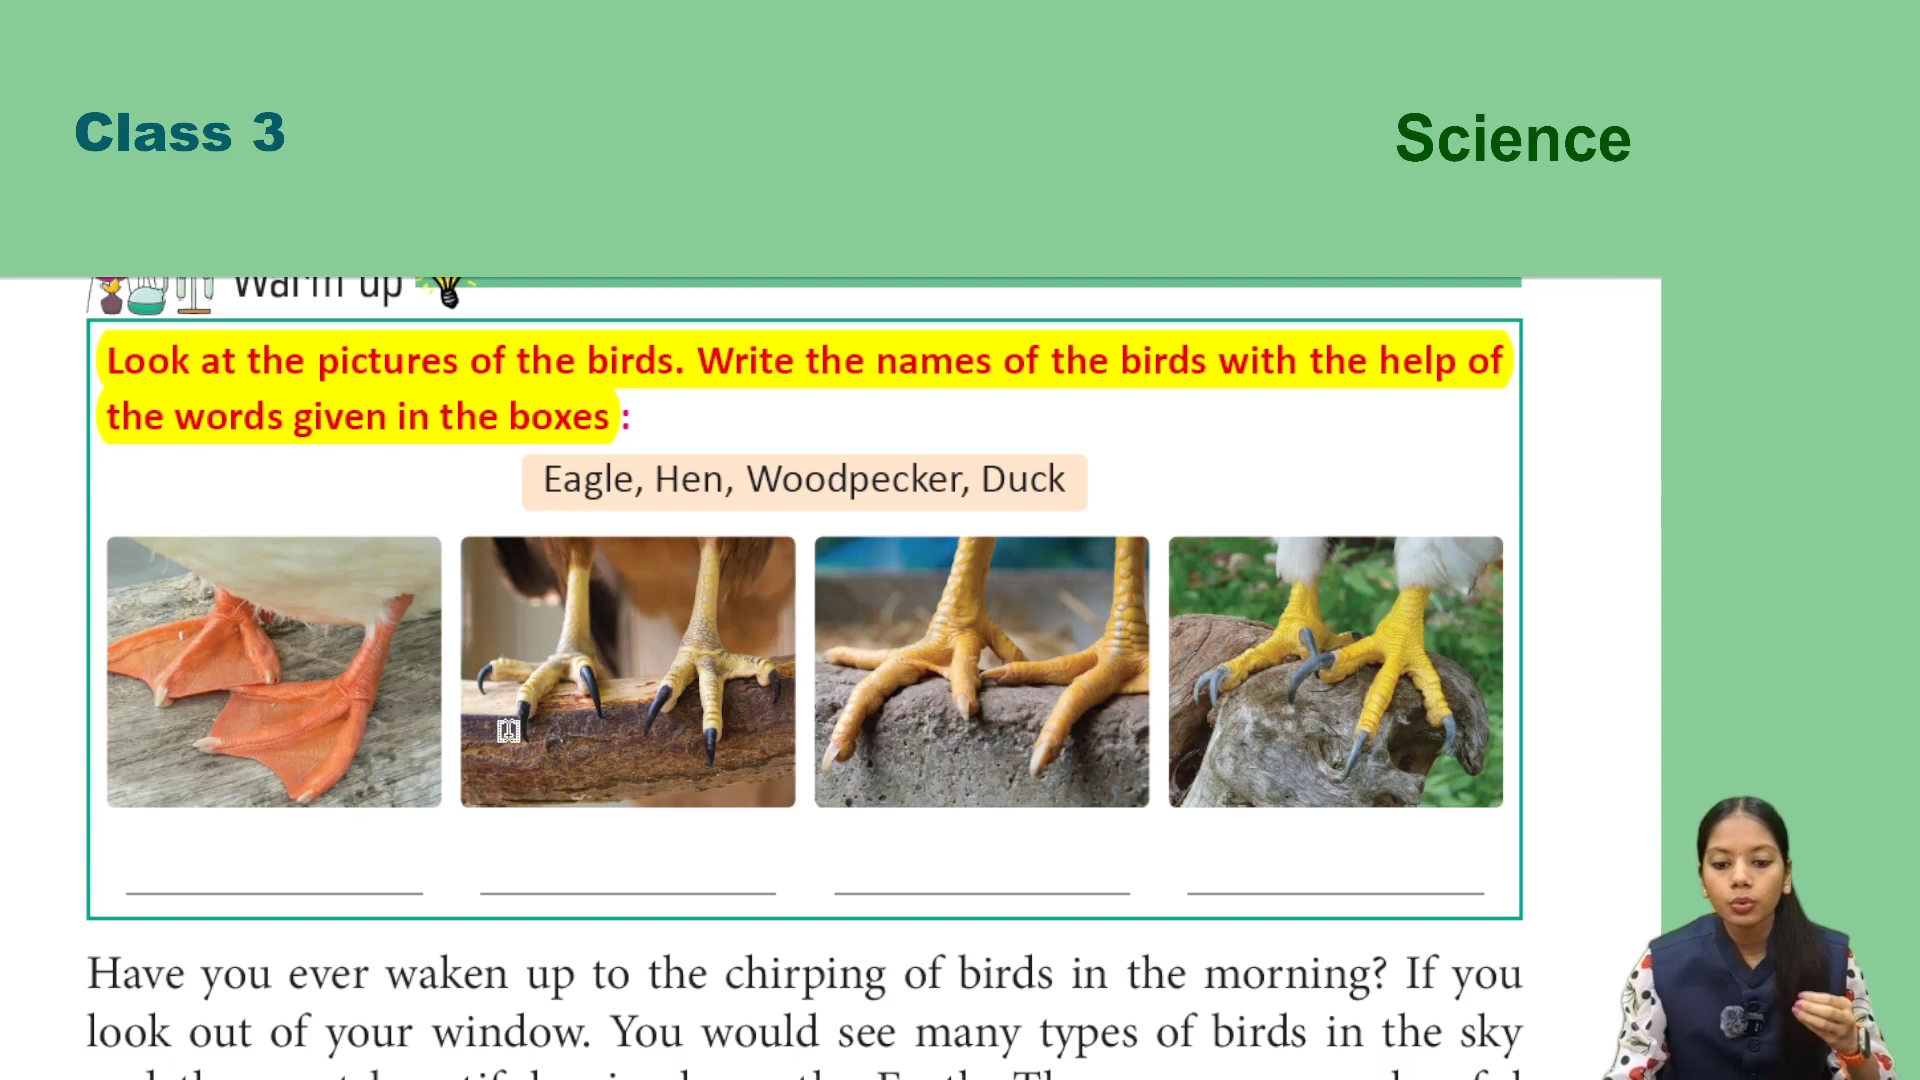 Class 3
Science
Warm up
Look at the pictures of the birds. Write the names of the birds with the help of
the words given in the boxes :
Eagle, Hen, Woodpecker, Duck
Have you ever waken up to the chirping of birds in the morning? If you
look out of your window. You would see many types of birds in the sky